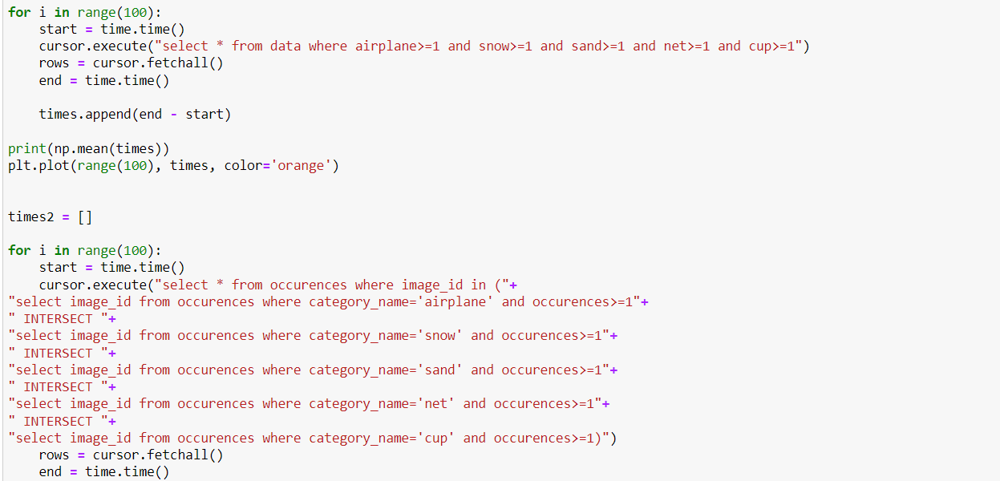 for i in range(100):
    start = time.time()
    cursor.execute("select * from data where airplane>=1 and snow>=1 and sand>=1 and net>=1 and cup>=1")
    rows = cursor.fetchall()
    end = time.time()
    times.append(end - start)
print(np.mean(times))
plt.plot(range(100), times, color='orange')
times2 = []
for i in range(100):
    start = time.time()
    cursor.execute("select * from occurences where image_id in ("+
"select image_id from occurences where category_name='airplane' and occurences>=1"+
" INTERSECT "+
"select image_id from occurences where category_name='snow' and occurences>=1"+
" INTERSECT "+
"select image_id from occurences where category_name='sand' and occurences>=1"+
" INTERSECT "+
"select image_id from occurences where category_name='net' and occurences>=1"+
" INTERSECT "+
"select image_id from occurences where category_name='cup' and occurences>=1)")
    rows = cursor.fetchall()
    end = time.time()